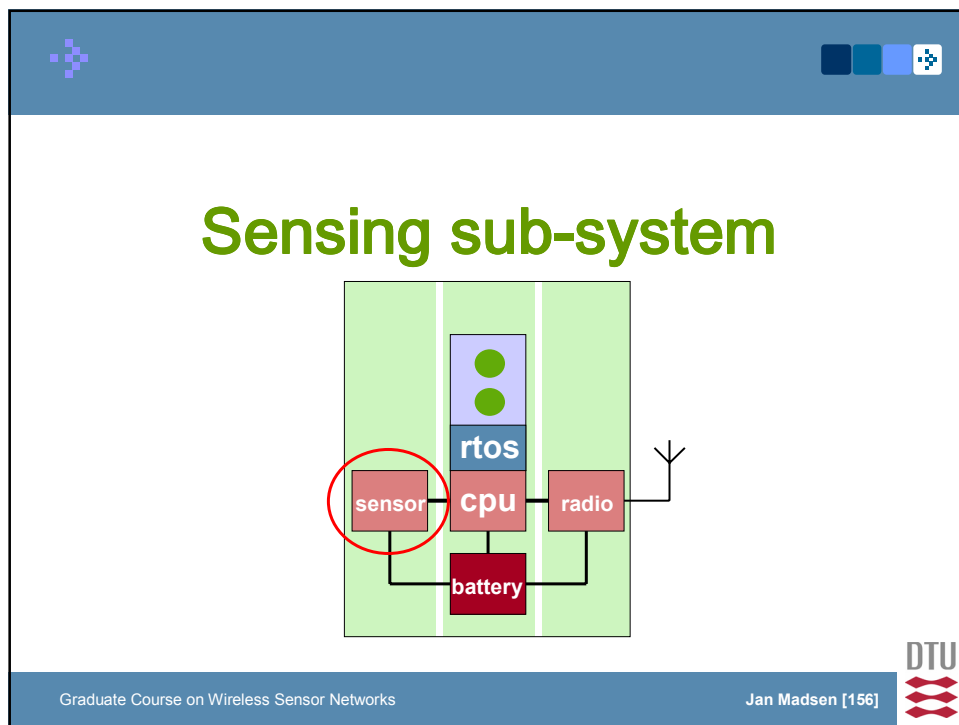 Sensing sub-system
rtos
sensor cpu radio
battery
Graduate Course on Wireless Sensor Networks Jan Madsen [156]
DTU